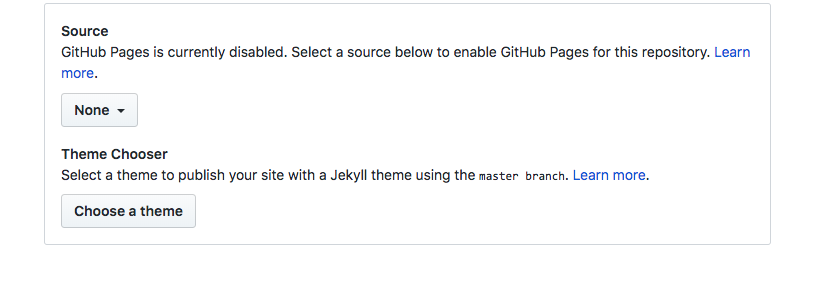 Source
GitHub Pages is currently disabled. Select a source below to enable GitHub Pages for this repository. Learn
more.
None
Theme Chooser
Select a theme to publish your site with a Jekyll theme using the master branch. Learn more.
Choose a theme